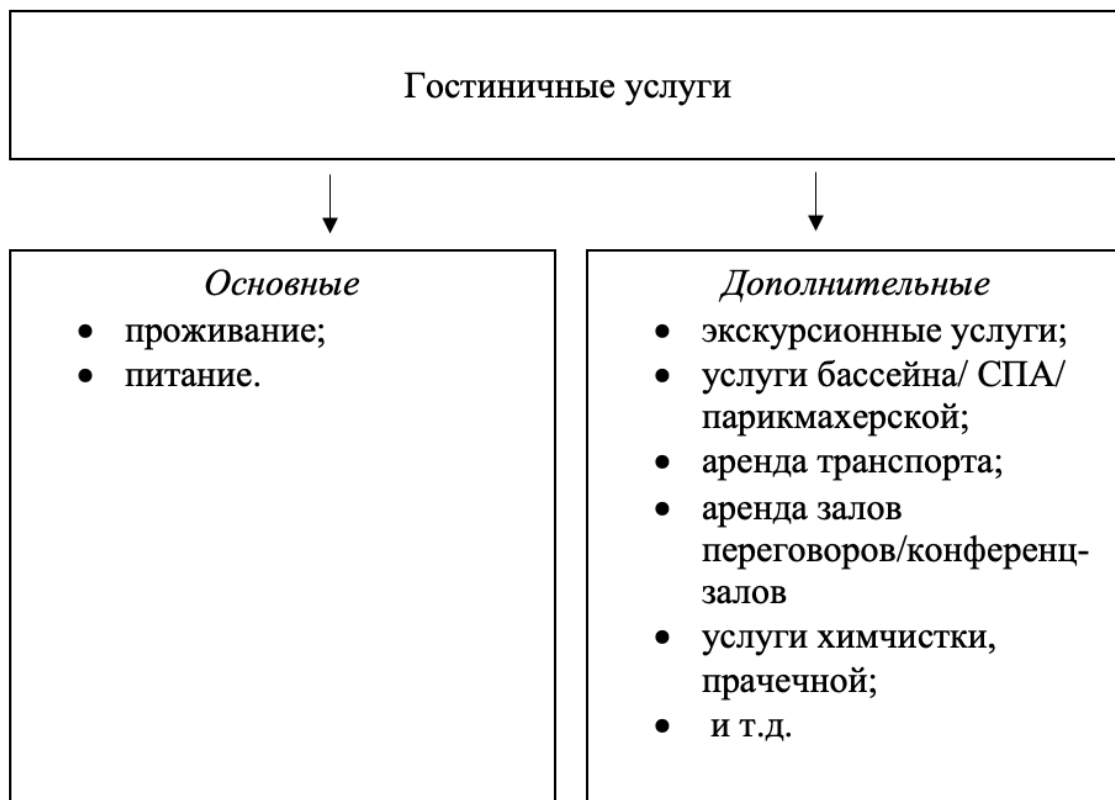 Гостиничные услуги
Основные
• проживание;
• питание.
Дополнительные
• экскурсионные услуги;
• услуги бассейна/ СПА/
парикмахерской;
• аренда транспорта;
• аренда залов
переговоров/конференц-
залов
• услуги химчистки,
прачечной;
• и т.д.